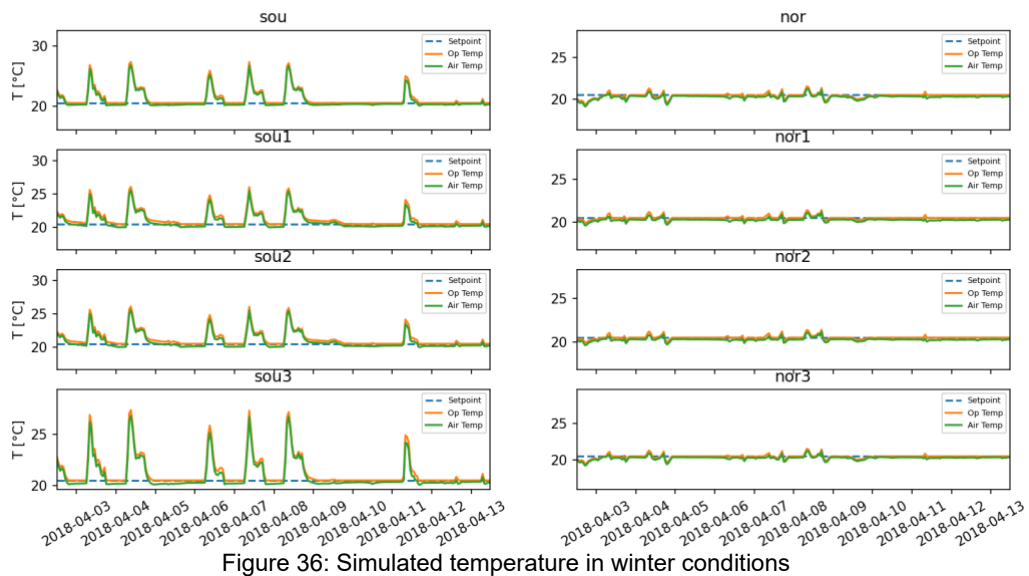 sou
nor
T [°C]
30
20
25
20
Setpoint
Op Temp
Air Temp
Setpoint
Op Temp
Air Temp
sou1
nor1
T [°C]
30
25
20
25
20
Setpoint
Op Temp
Air Temp
Setpoint
Op Temp
Air Temp
sou2
nor2
T [°C]
30
25
20
25
20
Setpoint
Op Temp
Air Temp
Setpoint
Op Temp
Air Temp
sou3
nor3
T [°C]
25
20
25
20
Setpoint
Op Temp
Air Temp
Setpoint
Op Temp
Air Temp
2018-04-03
2018-04-04
2018-04-05
2018-04-06
2018-04-07
2018-04-08
2018-04-09
2018-04-10
2018-04-11
2018-04-12
2018-04-13
2018-04-03
2018-04-04
2018-04-05
2018-04-06
2018-04-07
2018-04-08
2018-04-09
2018-04-10
2018-04-11
2018-04-12
2018-04-13
Figure 36: Simulated temperature in winter conditions